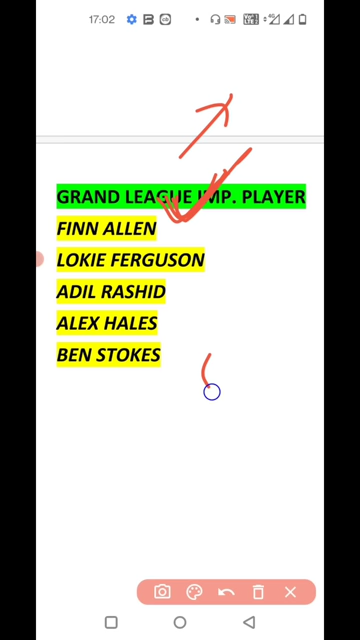 17:02
GRAND LEAGUE IMP. PLAYER
FINN ALLEN
LOKIE FERGUSON
ADIL RASHID
ALEX HALES
BEN STOKES